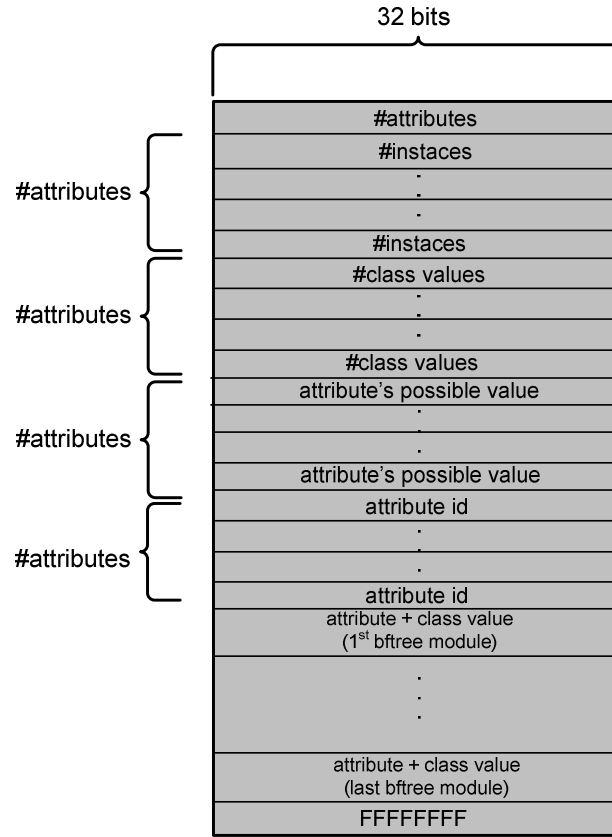 32 bits
#attributes
#instaces
#attributes
#instaces
#class values
#attributes
#class values
attribute's possible value
#attributes
attribute's possible value
attribute id
#attributes
attribute id
attribute + class value
(1st bftree module)
attribute + class value
(last bftree module)
FFFFFFFF